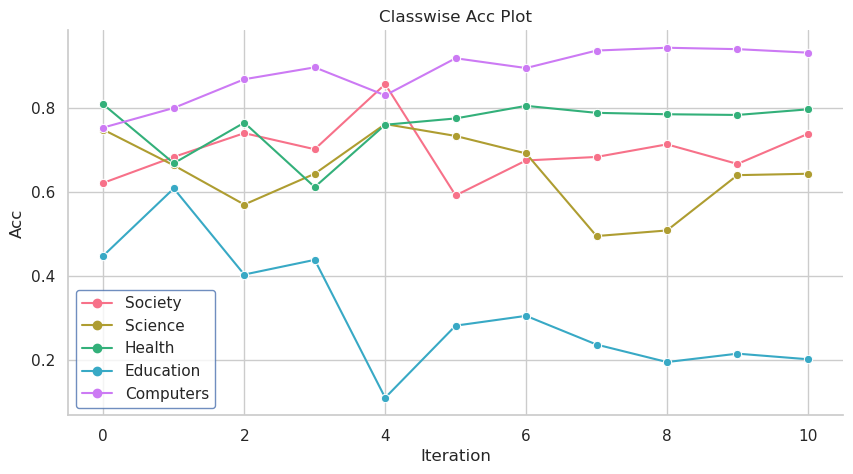 Classwise Acc Plot
Acc
0.8
0.6
0.4
0.2
Society
Science
Health
Education
Computers
0 2 4 6 8 10
Iteration